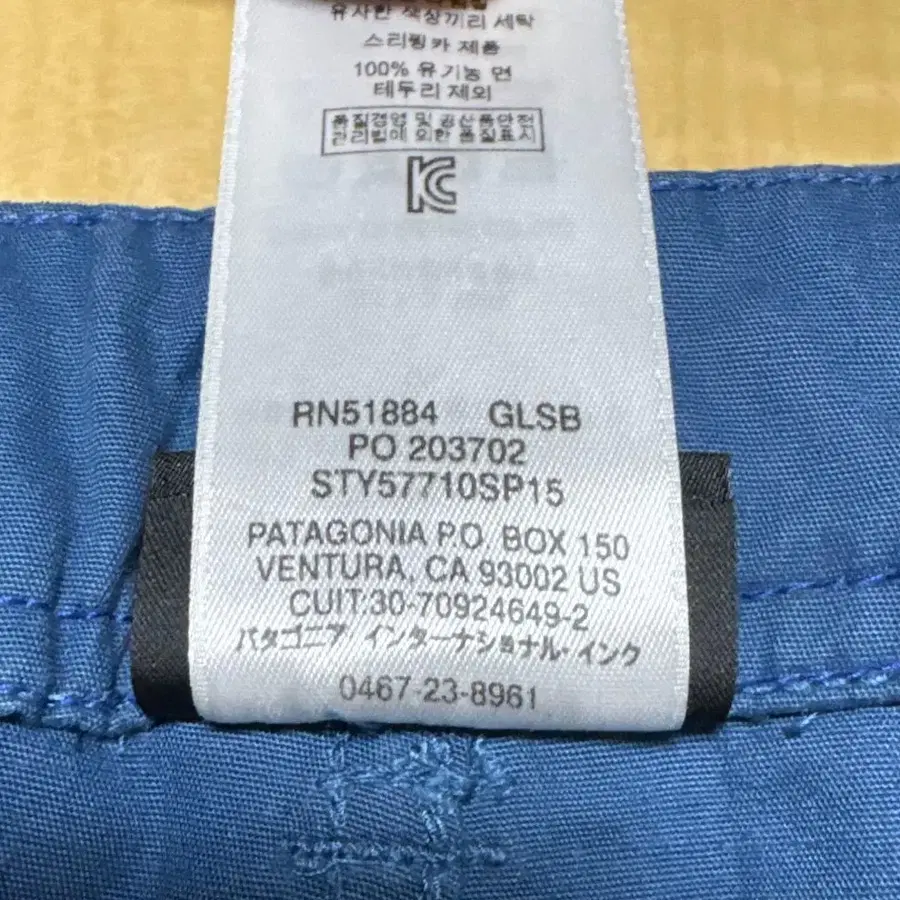 유사한 색상끼리 세탁
스리랑카 제품
100% 유기농 면
테두리 제외
품질경영 및 공산품안전
관리법에 의한 품질표시
KC
RN51884 GLSB
PO 203702
STY57710SP15
PATAGONIA P.O. BOX 150
VENTURA, CA 93002 US
CUIT:30-70924649-2
パタゴニア・インターナショナル・インク
0467-23-8961